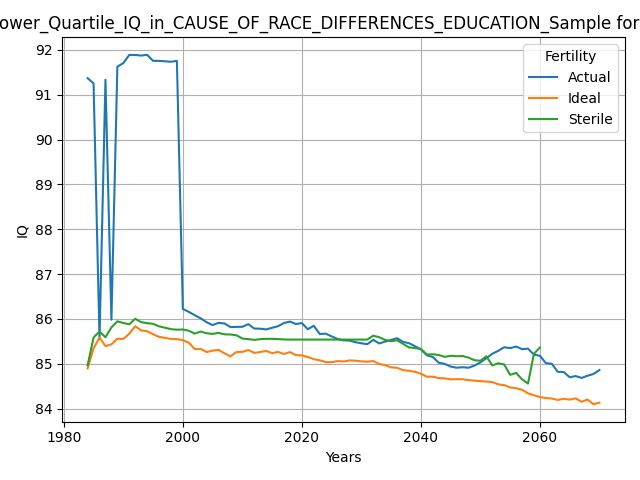 ower_Quartile_IQ_in_CAUSE_OF_RACE_DIFFERENCES_EDUCATION_Sample for
Fertility
Actual
Ideal
Sterile
92
91
90
89
88
87
86
85
84
IQ
1980
2000
2020
2040
2060
Years